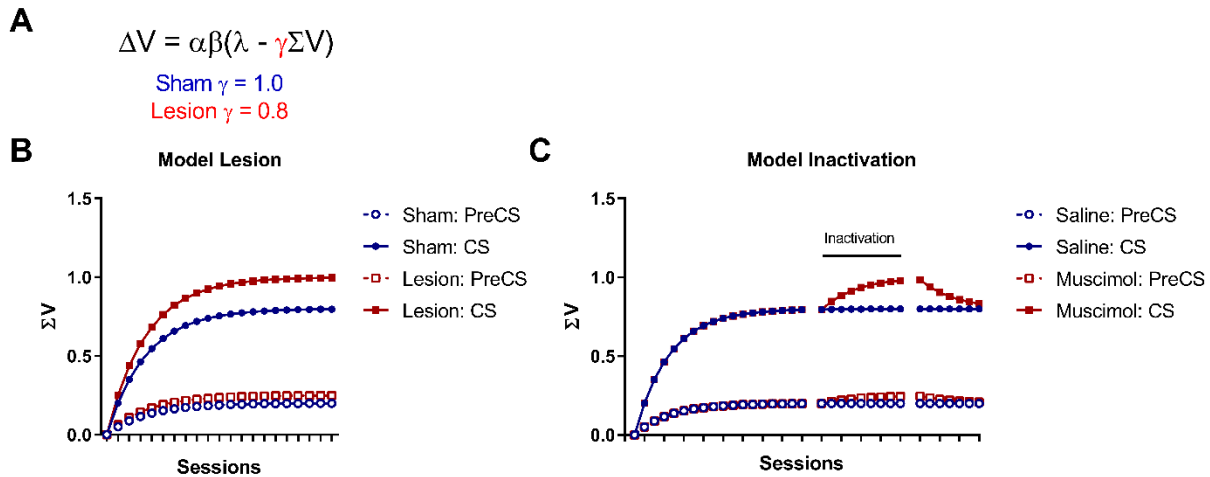 A
ΔV = αβ(λ - γΣV)
Sham γ = 1.0
Lesion γ = 0.8
B
Model Lesion
1.5
1.0
0.5
0.0
ΣV
Sessions
Sham: PreCS
Sham: CS
Lesion: PreCS
Lesion: CS
C
Model Inactivation
1.5
1.0
0.5
0.0
ΣV
Inactivation
Sessions
Saline: PreCS
Saline: CS
Muscimol: PreCS
Muscimol: CS